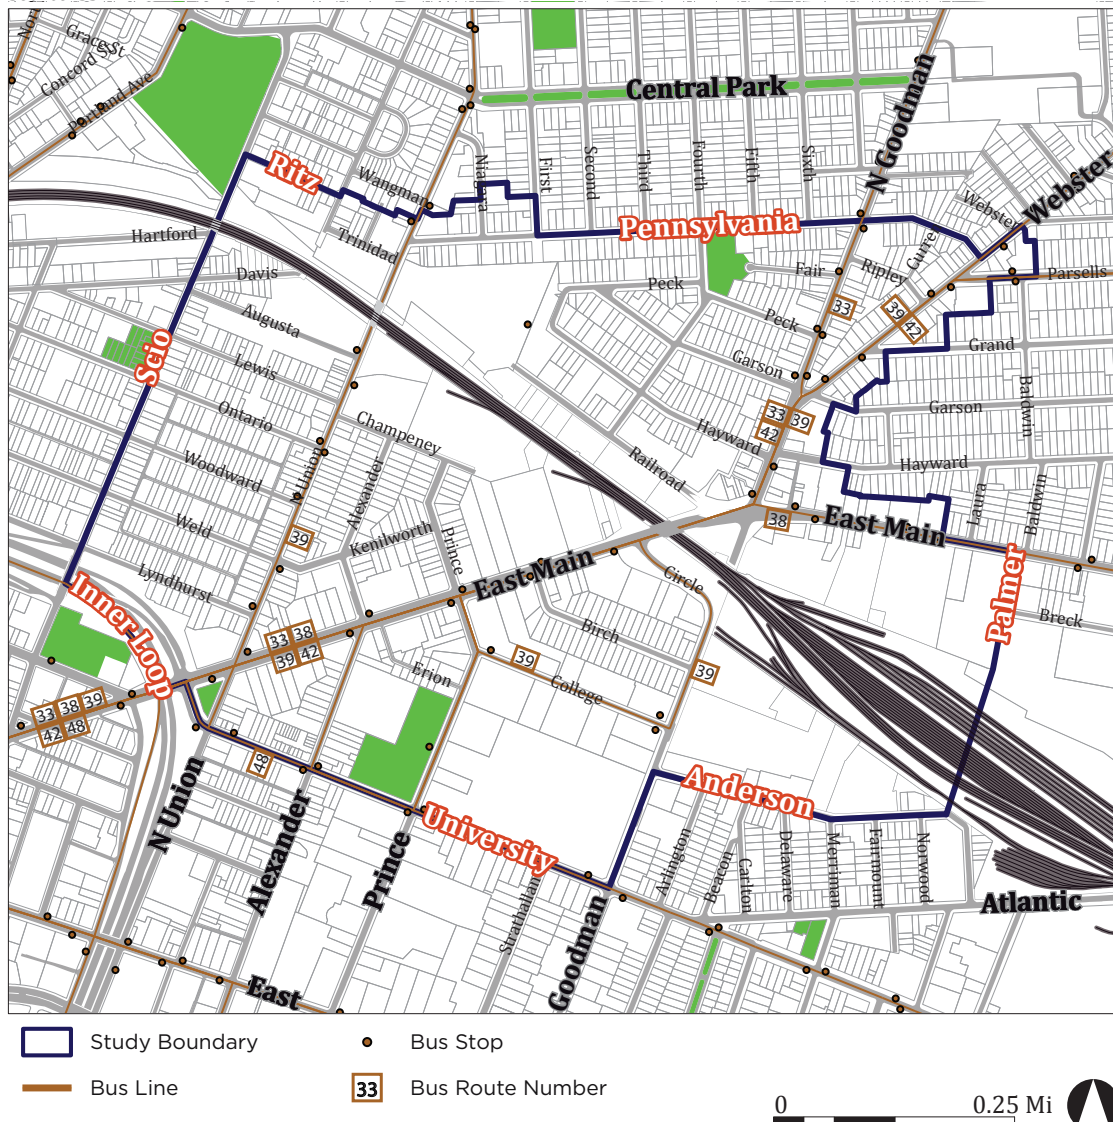 Nor
Grace St
Concord St
Portland Ave
Central Park
N Goodman
Webster
Ritz
Wangman
Niagara
First
Second
Third
Fourth
Fifth
Sixth
Webster
Pennsylvania
Hartford
Trinidad
Davis
Peck
Fair
Ripley
Curre
Parsells
Augusta
33
39
42
Peck
Scio
Lewis
Garson
Grand
Ontario
Champeney
33
39
42
Garson
Baldwin
Hayward
Hayward
Woodward
N Union
Alexander
Railroad
Laura
Baldwin
Weld
39
Kenilworth
Prince
38
East Main
East Main
Lyndhurst
Circle
Palmer
Inner Loop
Birch
Breck
33
38
39
42
39
39
Erion
College
33
38
39
42
48
48
N Union
Alexander
Prince
University
Anderson
Arlington
Beacon
Carlton
Delaware
Merriman
Fairmount
Norwood
Strathallan
Goodman
Atlantic
East
Study Boundary
Bus Stop
Bus Line
33
Bus Route Number
0
0.25 Mi